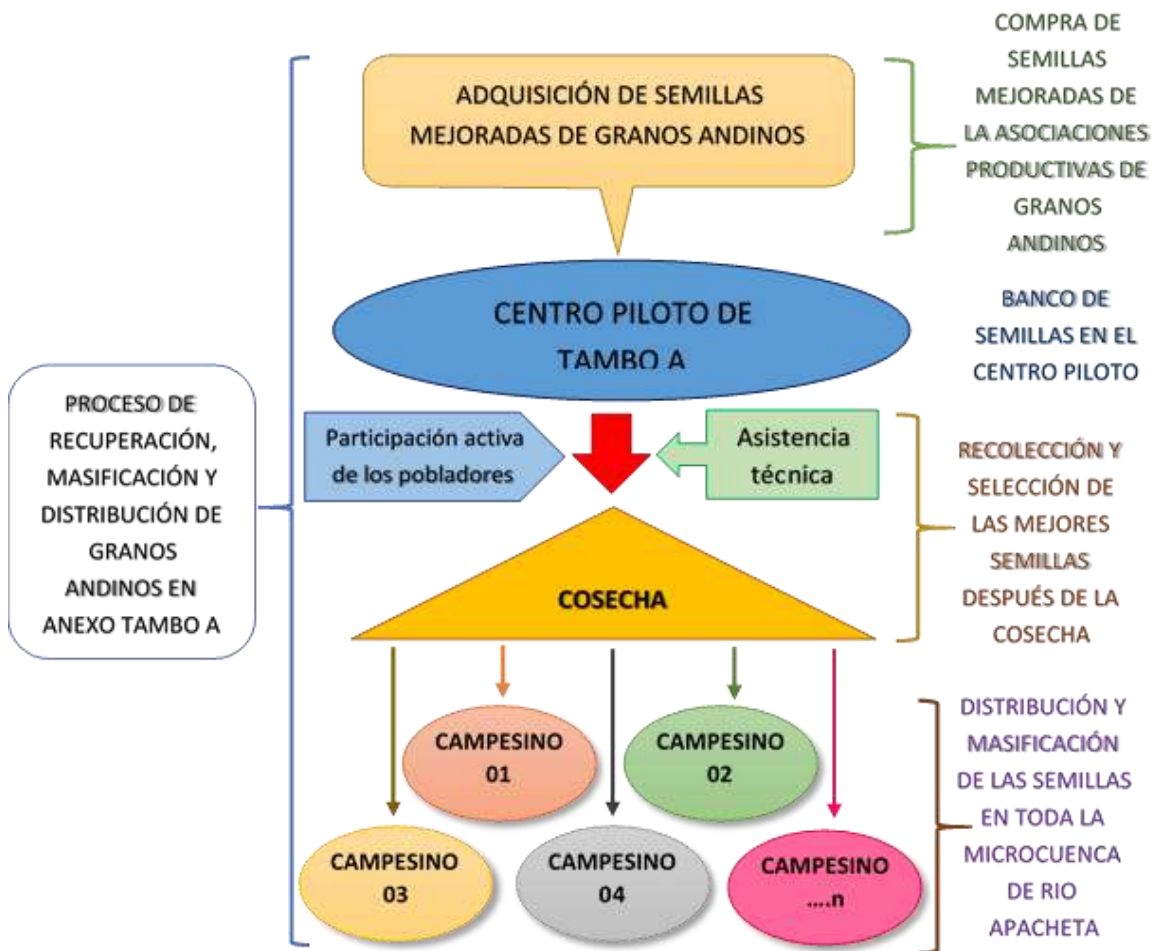 PROCESO DE
RECUPERACIÓN,
MASIFICACIÓN Y
DISTRIBUCIÓN DE
GRANOS
ANDINOS EN
ANEXO TAMBO A
ADQUISICIÓN DE SEMILLAS
MEJORADAS DE GRANOS ANDINOS
COMPRA DE
SEMILLAS
MEJORADAS DE
LA ASOCIACIONES
PRODUCTIVAS DE
GRANOS
ANDINOS
CENTRO PILOTO DE
TAMBO A
BANCO DE
SEMILLAS EN EL
CENTRO PILOTO
Participación activa
de los pobladores
Asistencia
técnica
COSECHA
RECOLECCIÓN Y
SELECCIÓN DE
LAS MEJORES
SEMILLAS
DESPUÉS DE LA
COSECHA
CAMPESINO
01
CAMPESINO
02
CAMPESINO
03
CAMPESINO
04
CAMPESINO
....n
DISTRIBUCIÓN Y
MASIFICACIÓN
DE LAS SEMILLAS
EN TODA LA
MICROCUENCA
DE RIO
APACHETA